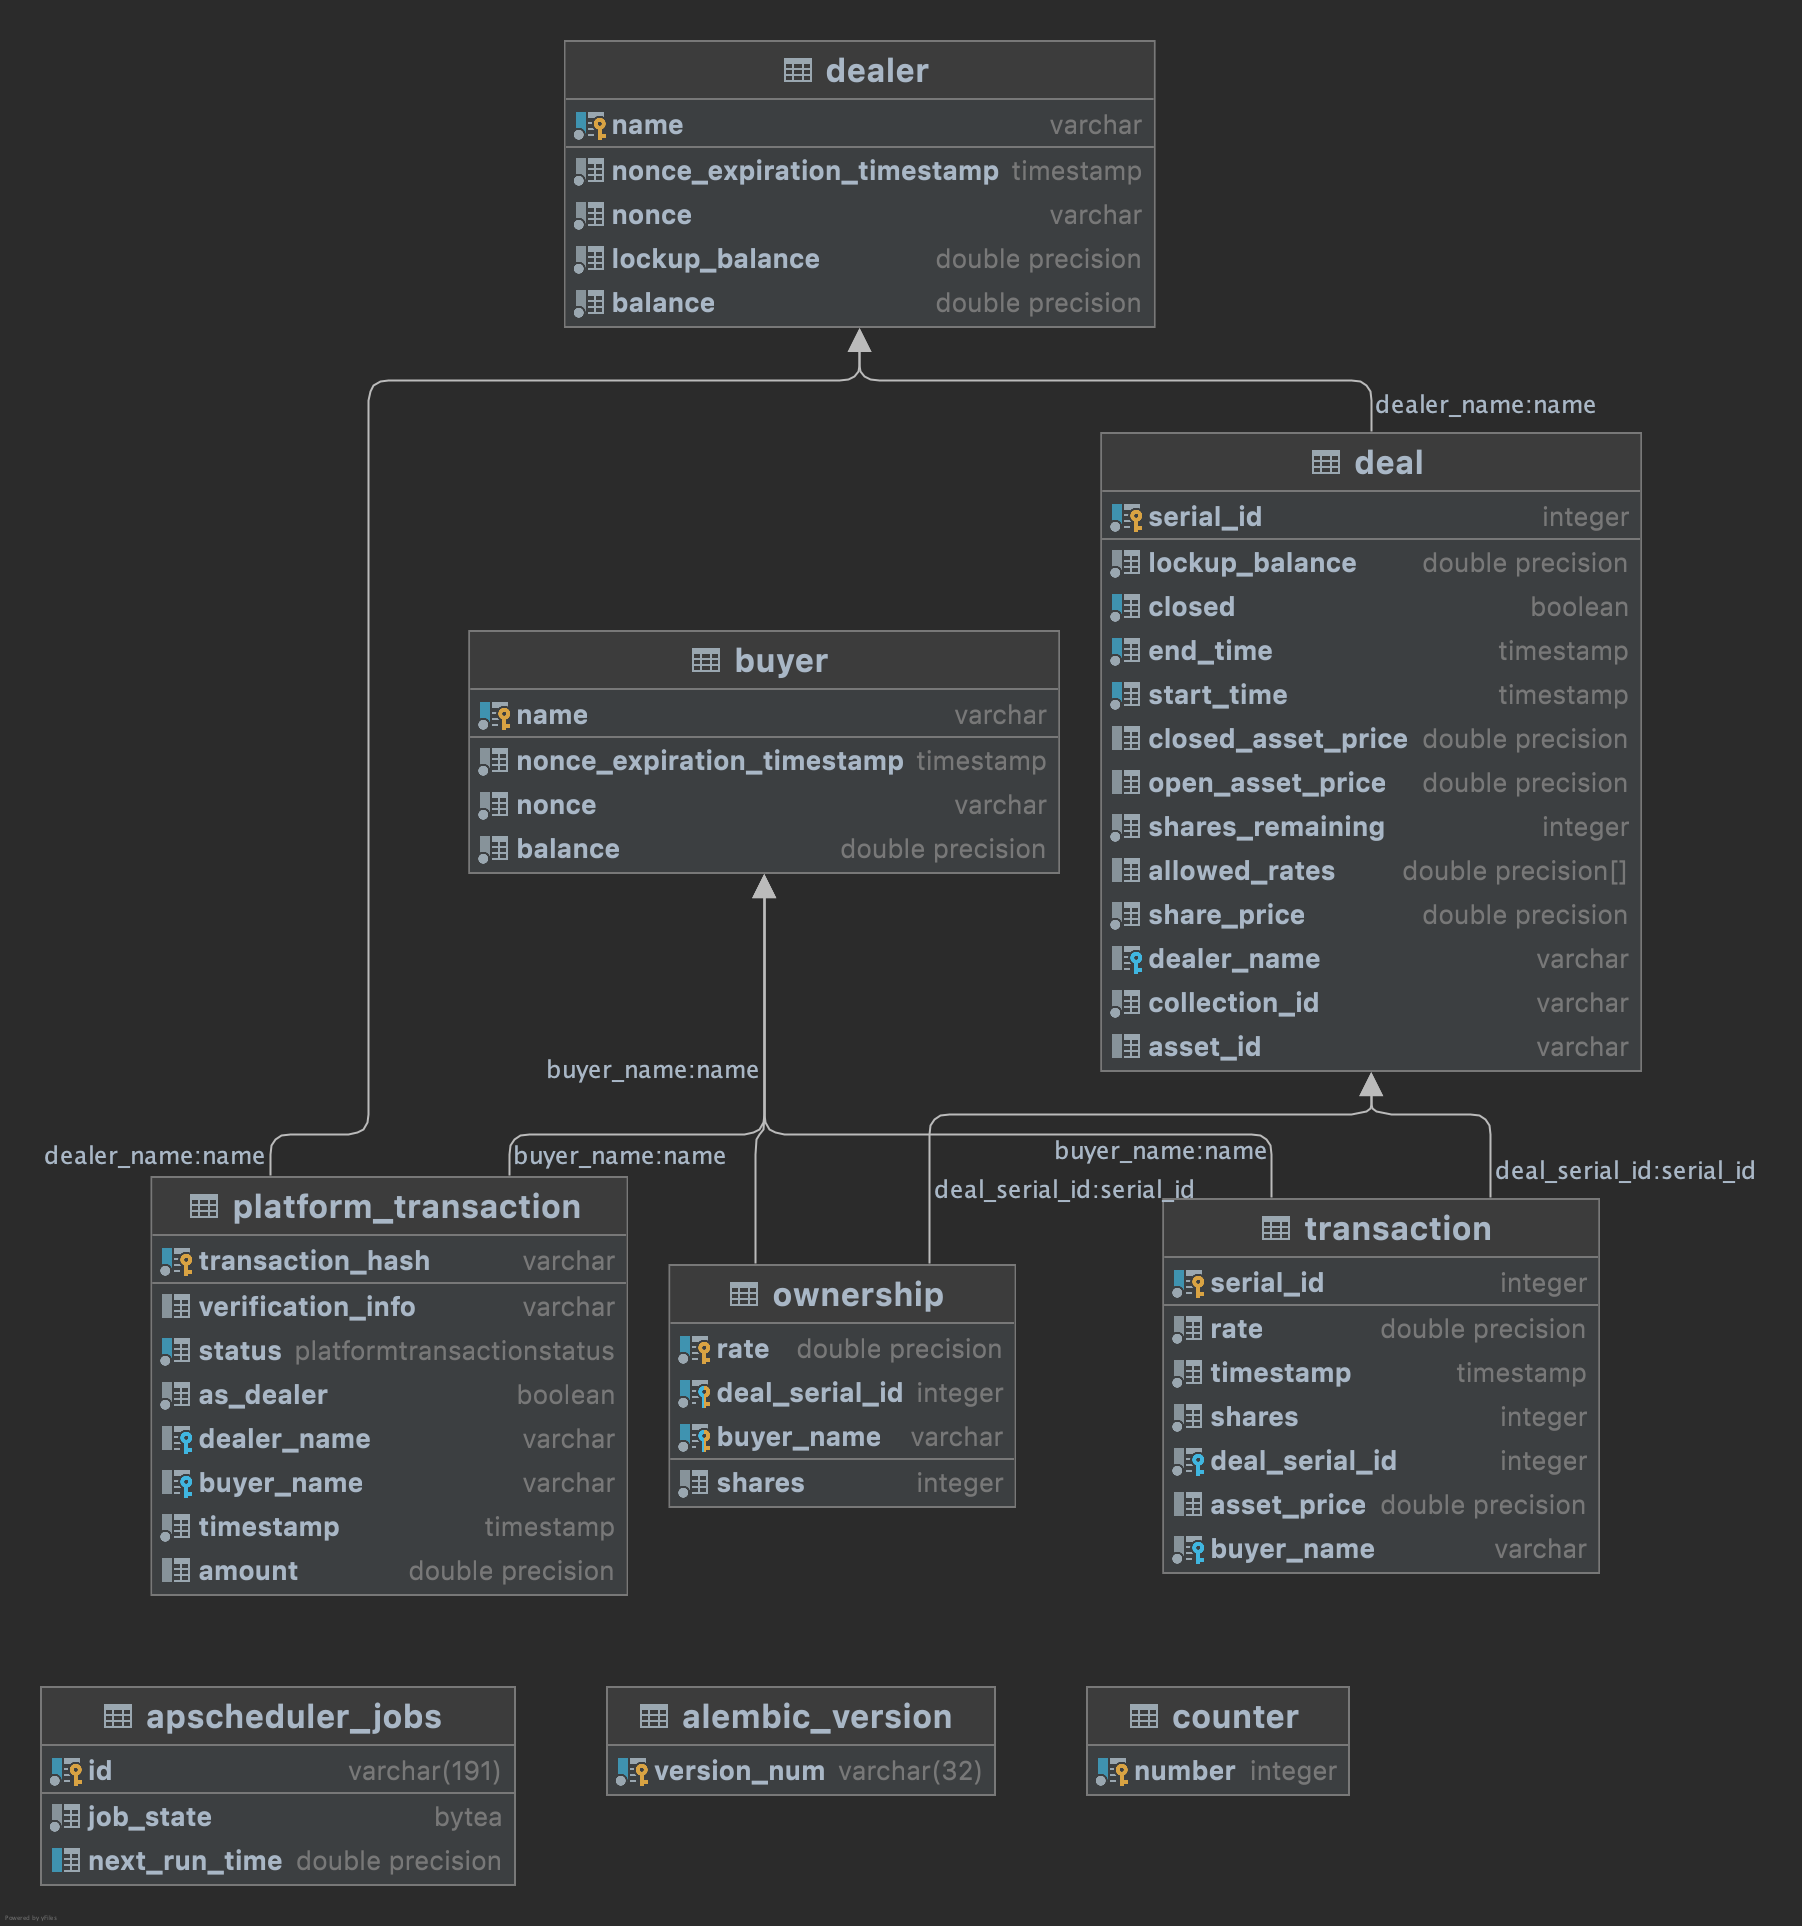 dealer
name varchar
nonce_expiration_timestamp timestamp
nonce varchar
lockup_balance double precision
balance double precision
dealer_name:name
deal
serial_id integer
lockup_balance double precision
closed boolean
end_time timestamp
start_time timestamp
closed_asset_price double precision
open_asset_price double precision
shares_remaining integer
allowed_rates double precision[]
share_price double precision
dealer_name varchar
collection_id varchar
asset_id varchar
buyer
name varchar
nonce_expiration_timestamp timestamp
nonce varchar
balance double precision
buyer_name:name
dealer_name:name
buyer_name:name
buyer_name:name
deal_serial_id:serial_id
deal_serial_id:serial_id
platform_transaction
transaction_hash varchar
verification_info varchar
status platformtransactionstatus
as_dealer boolean
dealer_name varchar
buyer_name varchar
timestamp timestamp
amount double precision
ownership
rate double precision
deal_serial_id integer
buyer_name varchar
shares integer
transaction
serial_id integer
rate double precision
timestamp timestamp
shares integer
deal_serial_id integer
asset_price double precision
buyer_name varchar
apscheduler_jobs
id varchar(191)
job_state bytea
next_run_time double precision
alembic_version
version_num varchar(32)
counter
number integer
Powered by yFiles